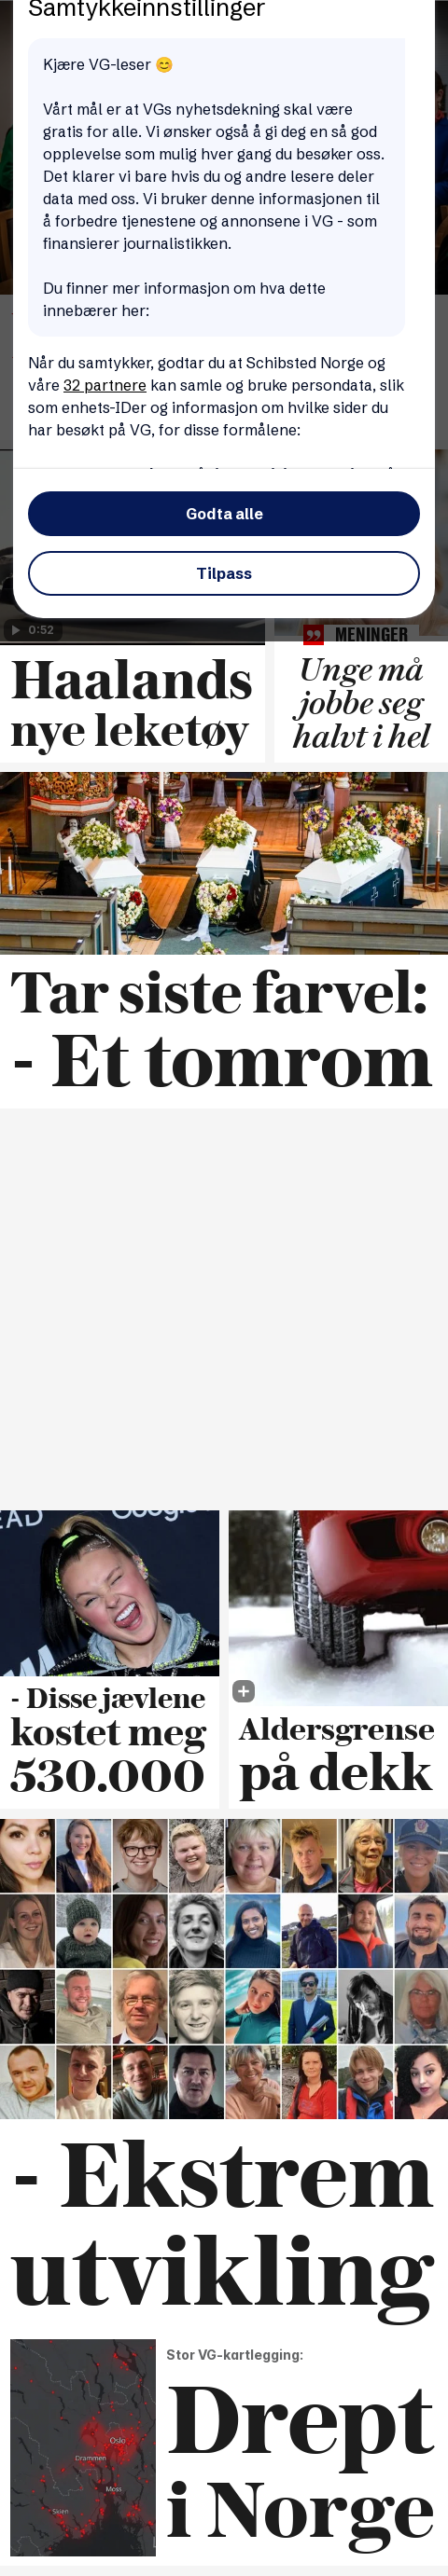 Samtykkeinnstillinger
Kjære VG-leser 😊
Vårt mål er at VGs nyhetsdekning skal være
gratis for alle. Vi ønsker også å gi deg en så god
opplevelse som mulig hver gang du besøker oss.
Det klarer vi bare hvis du og andre lesere deler
data med oss. Vi bruker denne informasjonen til
å forbedre tjenestene og annonsene i VG - som
finansierer journalistikken.
Du finner mer informasjon om hva dette
innebærer her:
Når du samtykker, godtar du at Schibsted Norge og
våre 32 partnere kan samle og bruke persondata, slik
som enhets-IDer og informasjon om hvilke sider du
har besøkt på VG, for disse formålene:
Godta alle
Tilpass
0:52
MENINGER
Haalands
nye leketøy
Unge må
jobbe seg
halvt i hel
Tar siste farvel:
- Et tomrom
- Disse jævlene
kostet meg
530.000
Aldersgrense
på dekk
- Ekstrem
utvikling
Stor VG-kartlegging:
Drept
i Norge
Oslo
Drammen
Moss
Skien